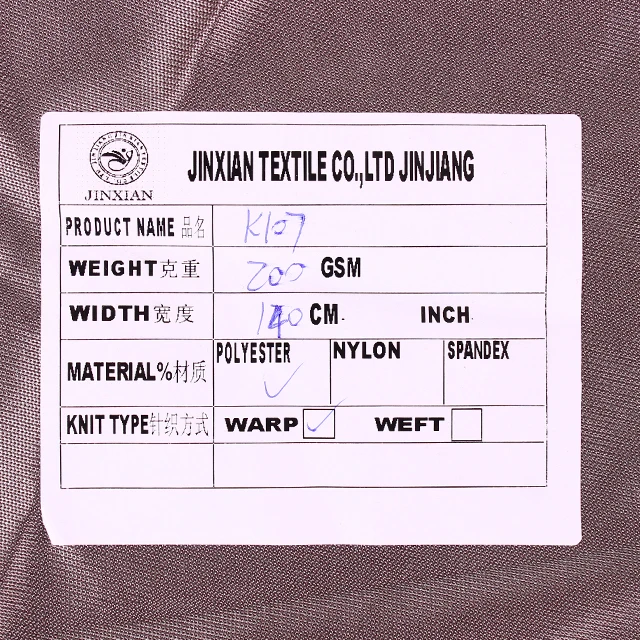 JINXIAN
JINXIAN TEXTILE CO.,LTD JINJIANG
PRODUCT NAME 品名 K107
WEIGHT克重 200 GSM
WIDTH宽度 140 CM. INCH
MATERIAL%材质 POLYESTER ✓ NYLON SPANDEX
KNIT TYPE针织方式 WARP ✓ WEFT